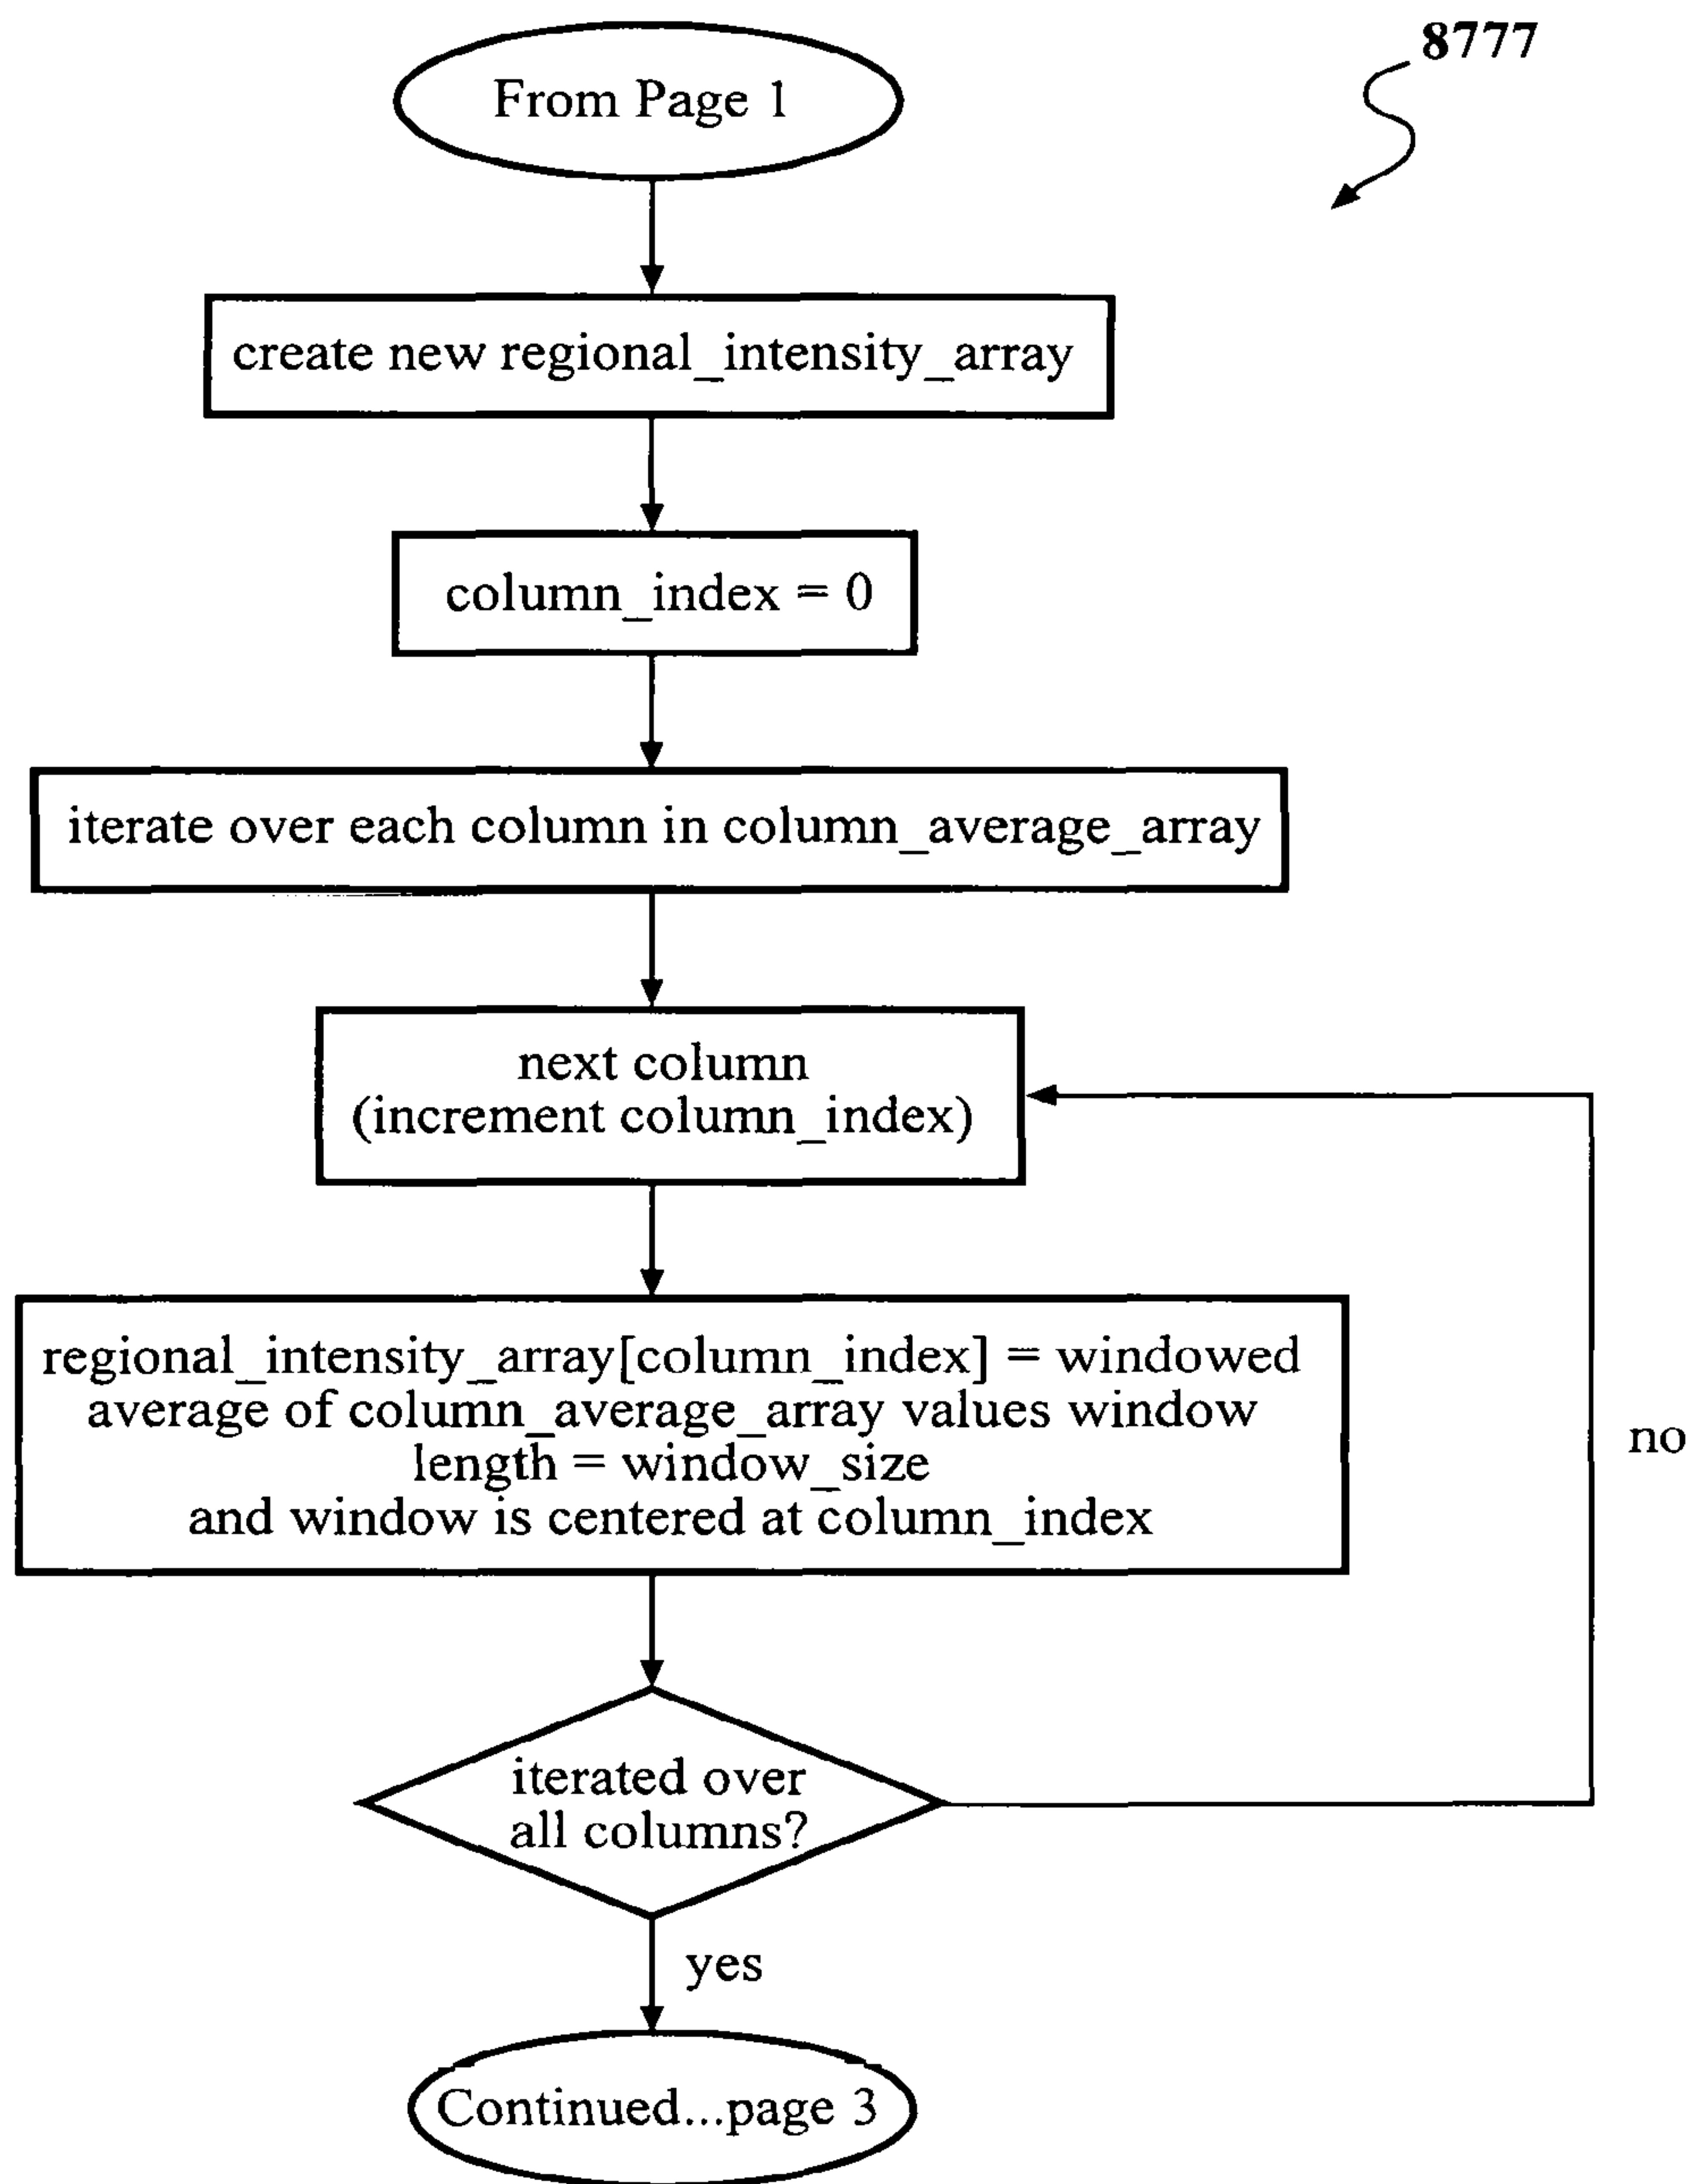 8777
From Page 1
create new regional_intensity_array
column_index = 0
iterate over each column in column_average_array
next column
(increment column_index)
regional_intensity_array[column_index] = windowed
average of column_average_array values window
length = window_size
and window is centered at column_index
no
iterated over
all columns?
yes
Continued...page 3